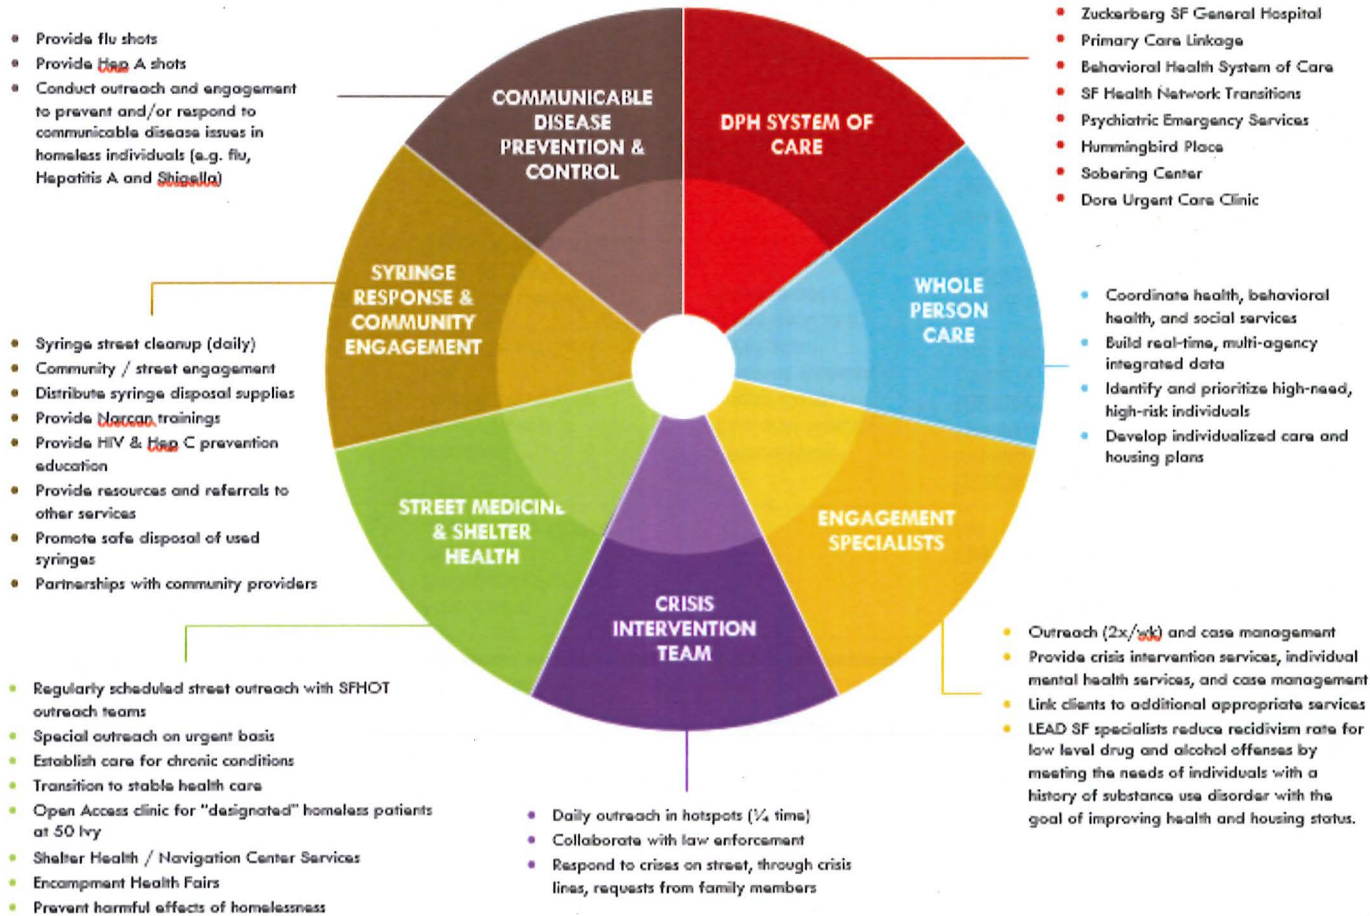 Provide flu shots
Provide Hep A shots
Conduct outreach and engagement
to prevent and/or respond to
communicable disease issues in
homeless individuals (e.g. flu,
Hepatitis A and Shigella)
COMMUNICABLE
DISEASE
PREVENTION &
CONTROL
DPH SYSTEM OF
CARE
Zuckerberg SF General Hospital
Primary Care Linkage
Behavioral Health System of Care
SF Health Network Transitions
Psychiatric Emergency Services
Hummingbird Place
Sobering Center
Dore Urgent Care Clinic
SYRINGE
RESPONSE &
COMMUNITY
ENGAGEMENT
WHOLE
PERSON
CARE
Coordinate health, behavioral
health, and social services
Build real-time, multi-agency
integrated data
Identify and prioritize high-need,
high-risk individuals
Develop individualized care and
housing plans
Syringe street cleanup (daily)
Community / street engagement
Distribute syringe disposal supplies
Provide Narcan trainings
Provide HIV & Hep C prevention
education
Provide resources and referrals to
other services
Promote safe disposal of used
syringes
Partnerships with community providers
STREET MEDICINE
& SHELTER
HEALTH
ENGAGEMENT
SPECIALISTS
CRISIS
INTERVENTION
TEAM
Outreach (2x/wk) and case management
Provide crisis intervention services, individual
mental health services, and case management
Link clients to additional appropriate services
LEAD SF specialists reduce recidivism rate for
low level drug and alcohol offenses by
meeting the needs of individuals with a
history of substance use disorder with the
goal of improving health and housing status.
Regularly scheduled street outreach with SFHOT
outreach teams
Special outreach on urgent basis
Establish care for chronic conditions
Transition to stable health care
Open Access clinic for "designated" homeless patients
at 50 Ivy
Shelter Health / Navigation Center Services
Encampment Health Fairs
Prevent harmful effects of homelessness
Daily outreach in hotspots (¼ time)
Collaborate with law enforcement
Respond to crises on street, through crisis
lines, requests from family members